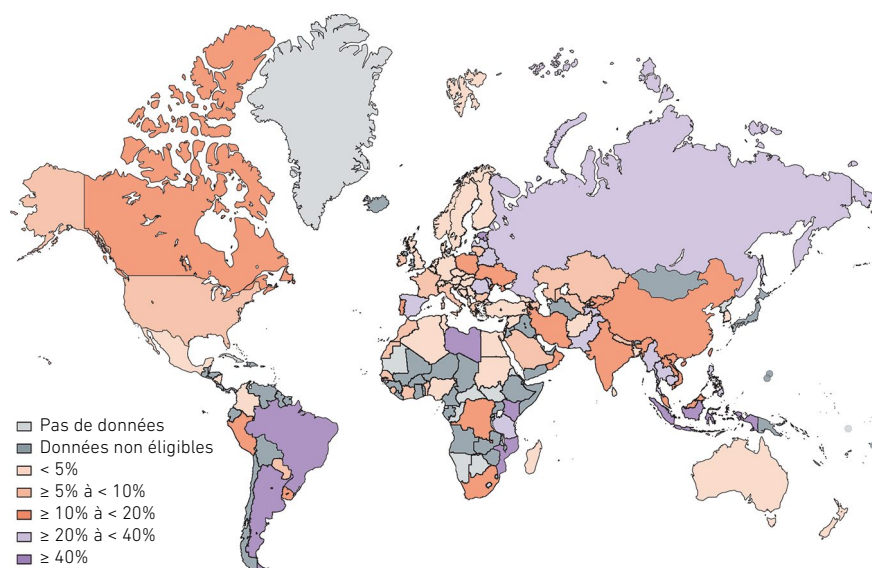 Pas de données
Données non éligibles
< 5%
≥ 5% à < 10%
≥ 10% à < 20%
≥ 20% à < 40%
≥ 40%